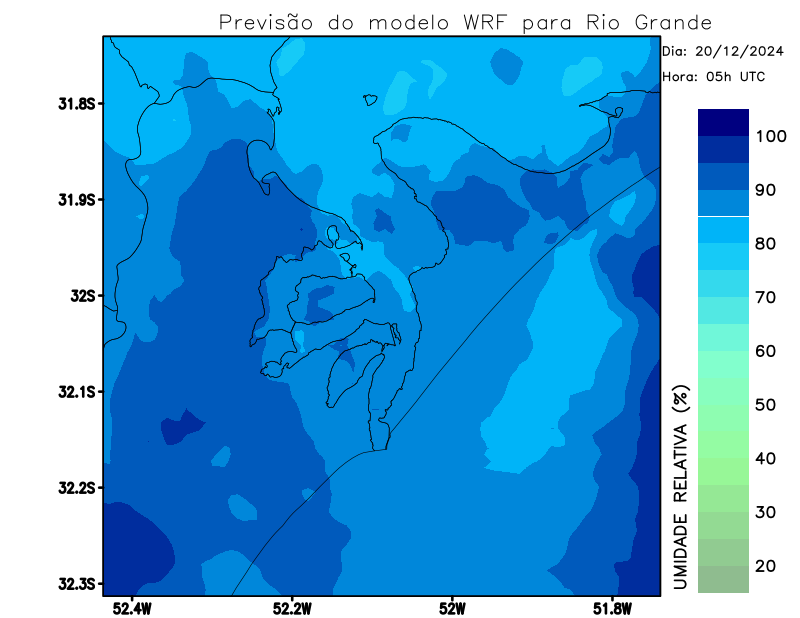 Previsão do modelo WRF para Rio Grande
Dia: 20/12/2024
Hora: 05h UTC
31.8S
31.9S
32S
32.1S
32.2S
32.3S
52.4W
52.2W
52W
51.8W
UMIDADE RELATIVA (%)
100
90
80
70
60
50
40
30
20